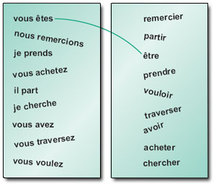 vous êtes
nous remercions
je prends
vous achetez
il part
je cherche
vous avez
vous traversez
vous voulez
remercier
partir
être
prendre
vouloir
traverser
avoir
acheter
chercher